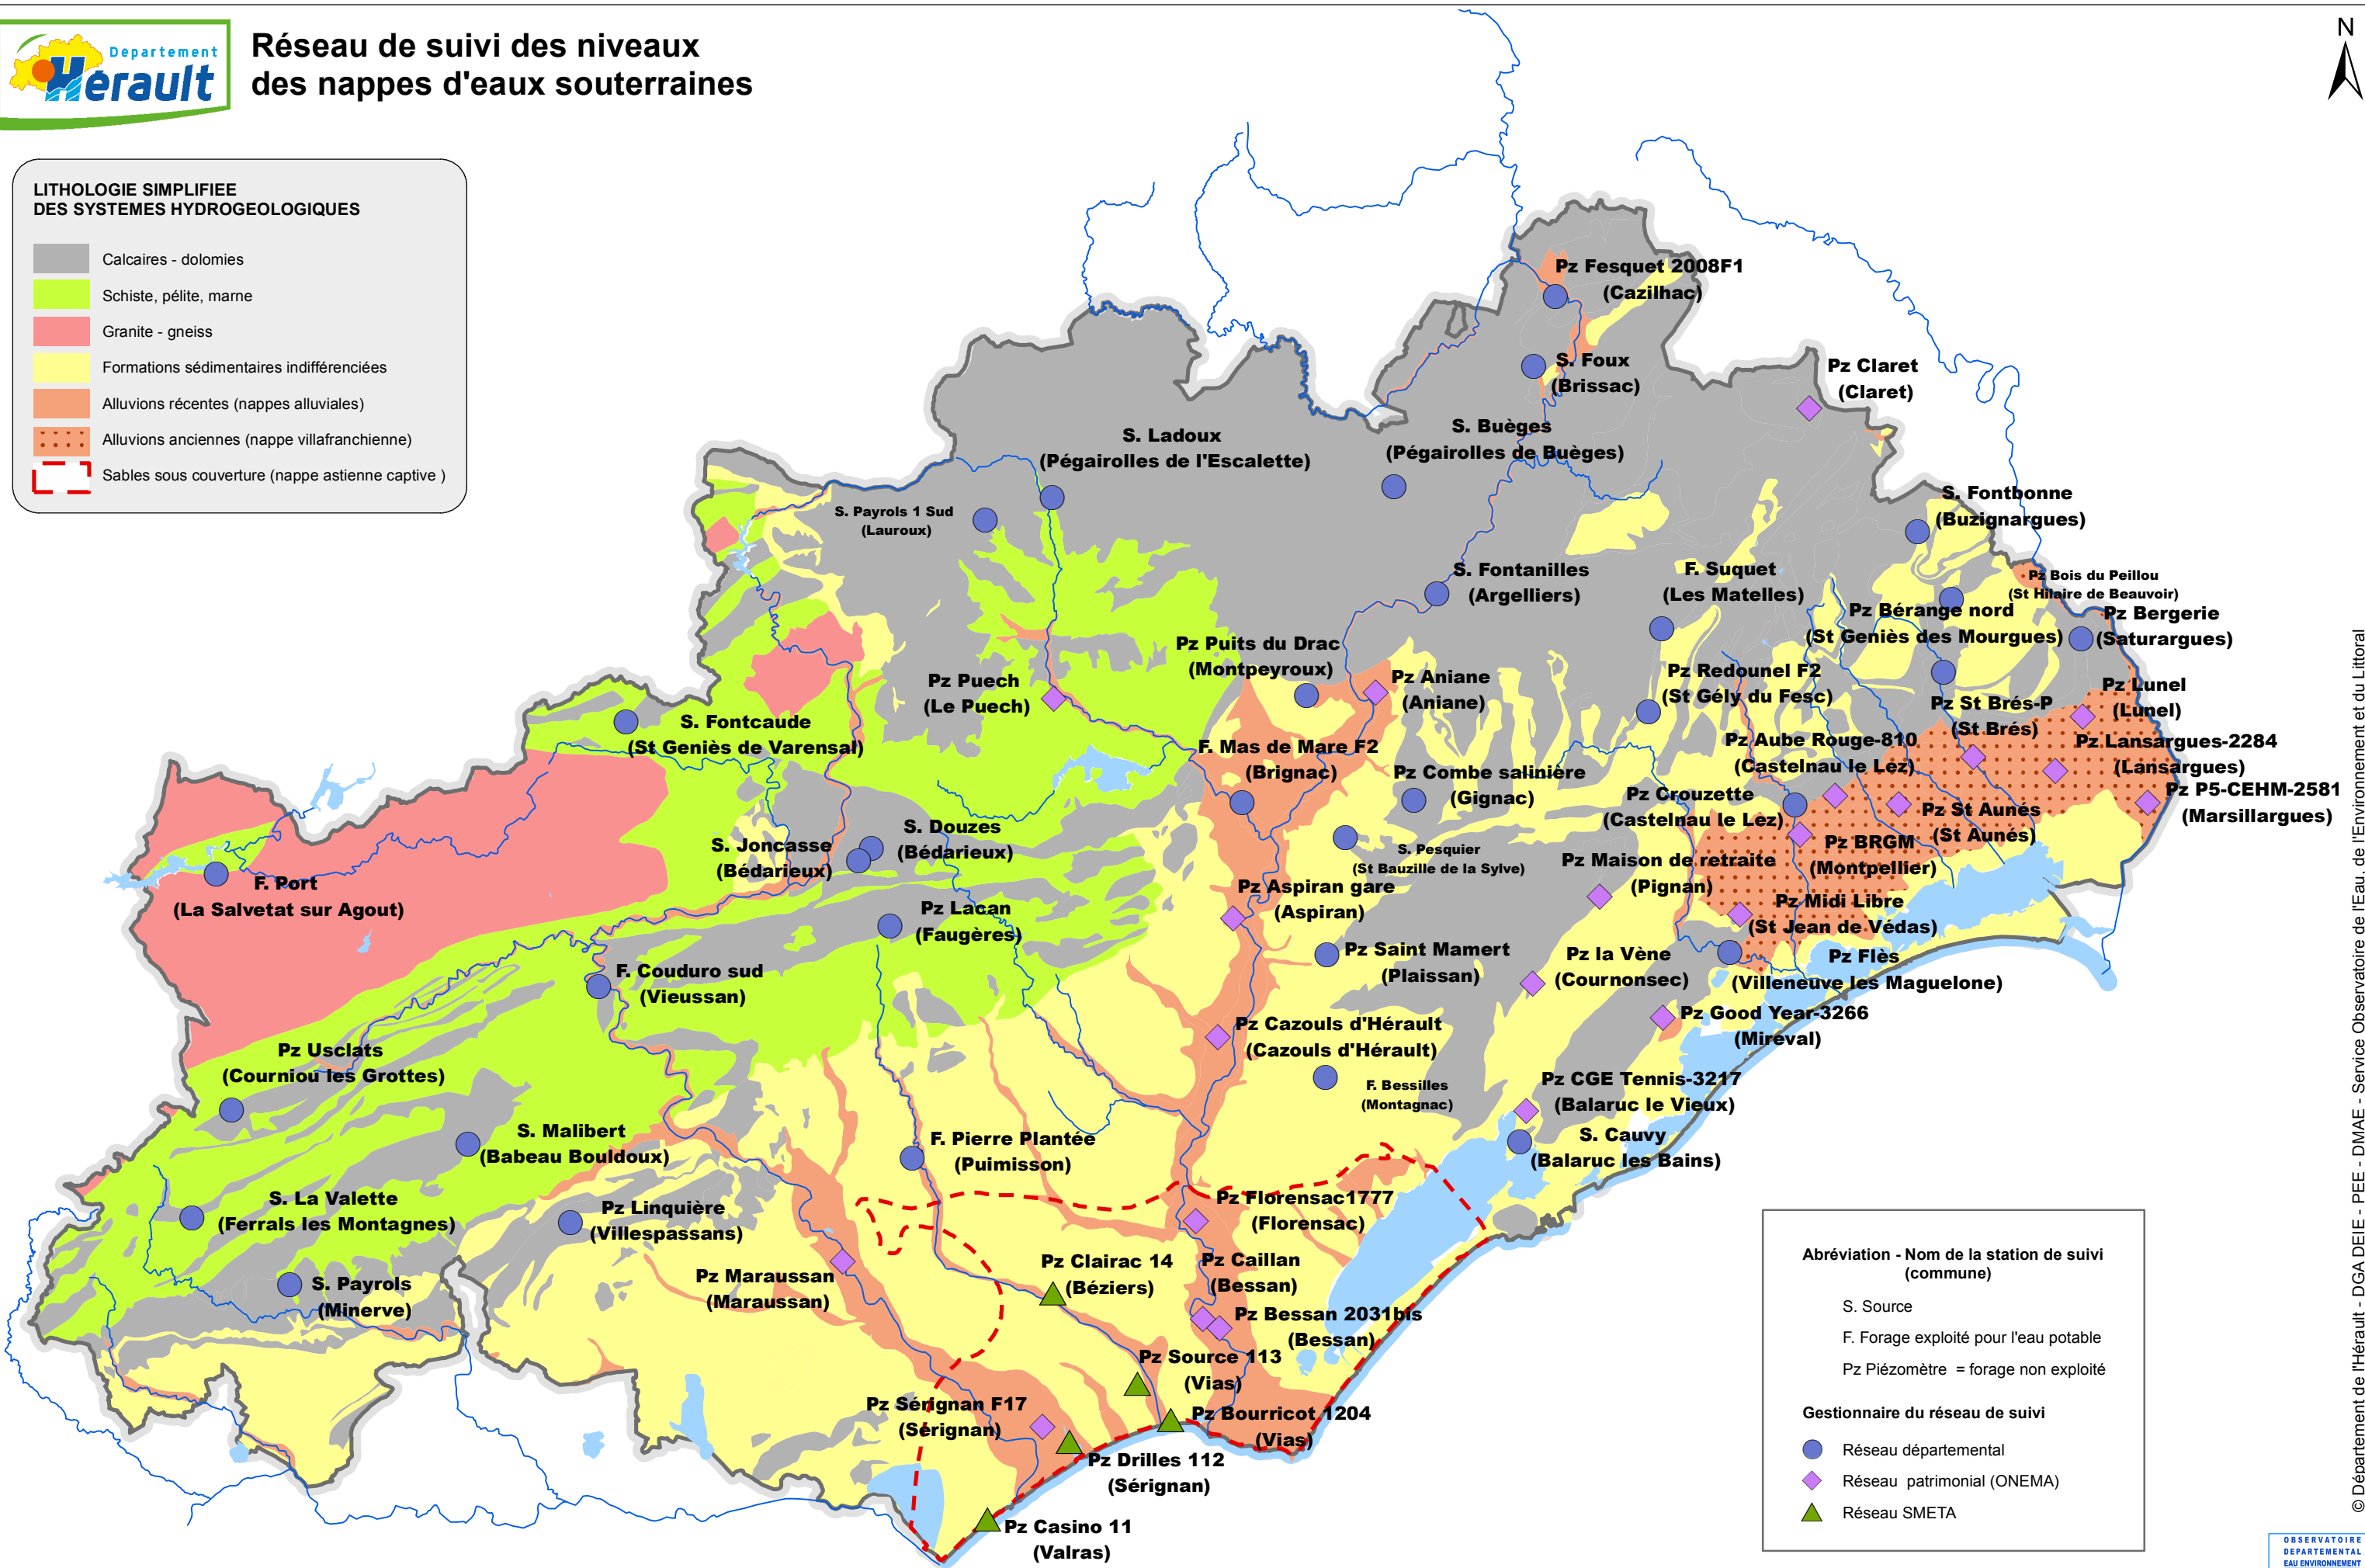 Département
Hérault
Réseau de suivi des niveaux
des nappes d'eaux souterraines
N
LITHOLOGIE SIMPLIFIEE
DES SYSTEMES HYDROGEOLOGIQUES
Calcaires - dolomies
Schiste, pélite, marne
Granite - gneiss
Formations sédimentaires indifférenciées
Alluvions récentes (nappes alluviales)
Alluvions anciennes (nappe villafranchienne)
Sables sous couverture (nappe astienne captive )
Pz Fesquet 2008F1
(Cazilhac)
S. Foux
(Brissac)
Pz Claret
(Claret)
S. Ladoux
(Pégairolles de l'Escalette)
S. Buèges
(Pégairolles de Buèges)
S. Payrols 1 Sud
(Lauroux)
S. Fontbonne
(Buzignargues)
S. Fontanilles
(Argelliers)
F. Suquet
(Les Matelles)
Pz Bois du Peillou
(St Hilaire de Beauvoir)
Pz Bérange nord
(St Geniès des Mourgues)
Pz Bergerie
(Saturargues)
Pz Puits du Drac
(Montpeyroux)
Pz Puech
(Le Puech)
Pz Aniane
(Aniane)
Pz Redounel F2
(St Gély du Fesc)
Pz Lunel
(Lunel)
Pz St Brés-P
(St Brés)
S. Fontcaude
(St Geniès de Varensal)
F. Mas de Mare F2
(Brignac)
Pz Aube Rouge-810
(Castelnau le Lez)
Pz Lansargues-2284
(Lansargues)
Pz Combe salinière
(Gignac)
Pz Crouzette
(Castelnau le Lez)
Pz P5-CEHM-2581
(Marsillargues)
Pz St Aunés
(St Aunés)
S. Douzes
(Bédarieux)
S. Joncasse
(Bédarieux)
S. Pesquier
(St Bauzille de la Sylve)
Pz BRGM
(Montpellier)
Pz Maison de retraite
(Pignan)
F. Port
(La Salvetat sur Agout)
Pz Aspiran gare
(Aspiran)
Pz Lacan
(Faugères)
Pz Midi Libre
(St Jean de Védas)
Pz Saint Mamert
(Plaissan)
Pz la Vène
(Cournonsec)
Pz Flès
(Villeneuve les Maguelone)
F. Couduro sud
(Vieussan)
Pz Good Year-3266
(Miréval)
Pz Cazouls d'Hérault
(Cazouls d'Hérault)
Pz Usclats
(Courniou les Grottes)
F. Bessilles
(Montagnac)
Pz CGE Tennis-3217
(Balaruc le Vieux)
S. Malibert
(Babeau Bouldoux)
F. Pierre Plantée
(Puimisson)
S. Cauvy
(Balaruc les Bains)
S. La Valette
(Ferrals les Montagnes)
Pz Linquière
(Villespassans)
Pz Florensac1777
(Florensac)
Pz Maraussan
(Maraussan)
Pz Clairac 14
(Béziers)
Pz Caillan
(Bessan)
S. Payrols
(Minerve)
Pz Bessan 2031bis
(Bessan)
Pz Source 113
(Vias)
Pz Sérignan F17
(Sérignan)
Pz Bourricot 1204
(Vias)
Pz Drilles 112
(Sérignan)
Pz Casino 11
(Valras)
Abréviation - Nom de la station de suivi
(commune)
S. Source
F. Forage exploité pour l'eau potable
Pz Piézomètre = forage non exploité
Gestionnaire du réseau de suivi
Réseau départemental
Réseau patrimonial (ONEMA)
Réseau SMETA
© Département de l'Hérault - DGA DEIE - PEE - DMAE - Service Observatoire de l'Eau, de l'Environnement et du Littoral
OBSERVATOIRE
DEPARTEMENTAL
EAU ENVIRONNEMENT